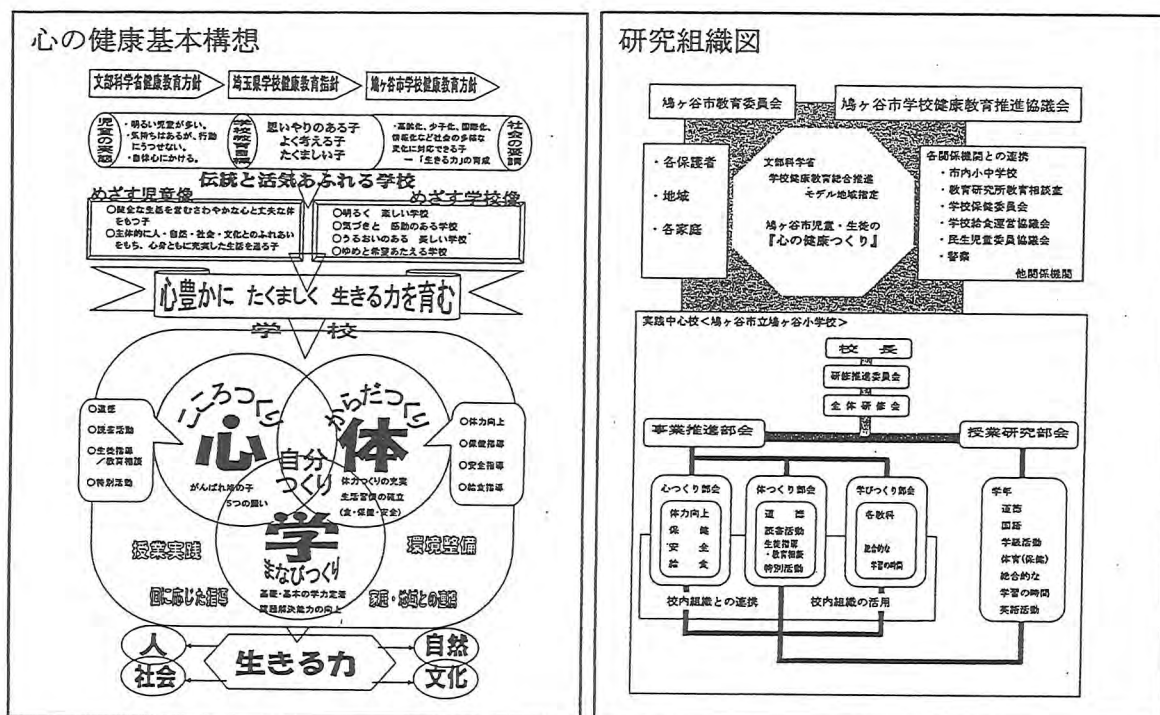 心の健康基本構想
文部科学省健康教育方針
埼玉県学校健康教育指針
鳩ヶ谷市学校健康教育方針
児童の実態
・明るい児童が多い。
・気持ちはあるが、行動
にうつせない。
・自体心にかける。
学校教育目標
思いやりのある子
よく考える子
たくましい子
・高齢化、少子化、国際化、
情報化など社会の多様な
変化に対応できる子
ー「生きる力」の育成
社会の要請
伝統と活気あふれる学校
めざす児童像
○健全な生活を営むさわやかな心と丈夫な体
をもつ子
○主体的に人・自然・社会・文化とのふれあい
をもち、心身ともに充実した生活を送る子
めざす学校像
○明るく 楽しい学校
○気づきと 感動のある学校
○うるおいのある 美しい学校
○ゆめと希望あたえる学校
心豊かに たくましく 生きる力を育む
学 校
こころつくり
心
がんばれ鳩の子
5つの願い
○道徳
○読書活動
○生徒指導
/教育相談
○特別活動
からだつくり
体
体力つくりの充実
生活習慣の確立
(食・保健・安全)
○体力向上
○保健指導
○安全指導
○給食指導
自分
つくり
学
まなびつくり
基礎・基本の学力定着
問題解決能力の向上
授業実践
環境整備
個に応じた指導
家庭・地域との連携
人
社会
生きる力
自然
文化
研究組織図
鳩ヶ谷市教育委員会
鳩ヶ谷市学校健康教育推進協議会
・各保護者
・地域
・各家庭
文部科学省
学校健康教育総合推進
モデル地域指定
鳩ヶ谷市児童・生徒の
『心の健康つくり』
各関係機関との連携
・市内小中学校
・教育研究所教育相談室
・学校保健委員会
・学校給食運営協議会
・民生児童委員協議会
・警察
他関係機関
実践中心校<鳩ヶ谷市立鳩ヶ谷小学校>
校 長
研修推進委員会
全体研修会
事業推進部会
授業研究部会
心つくり部会
体力向上
保 健
安 全
給 食
体つくり部会
道 徳
読書活動
生徒指導
・教育相談
特別活動
学びつくり部会
各教科
総合的な
学習の時間
校内組織との連携
校内組織の活用
学年
道徳
国語
学級活動
体育(保健)
総合的な
学習の時間
英語活動